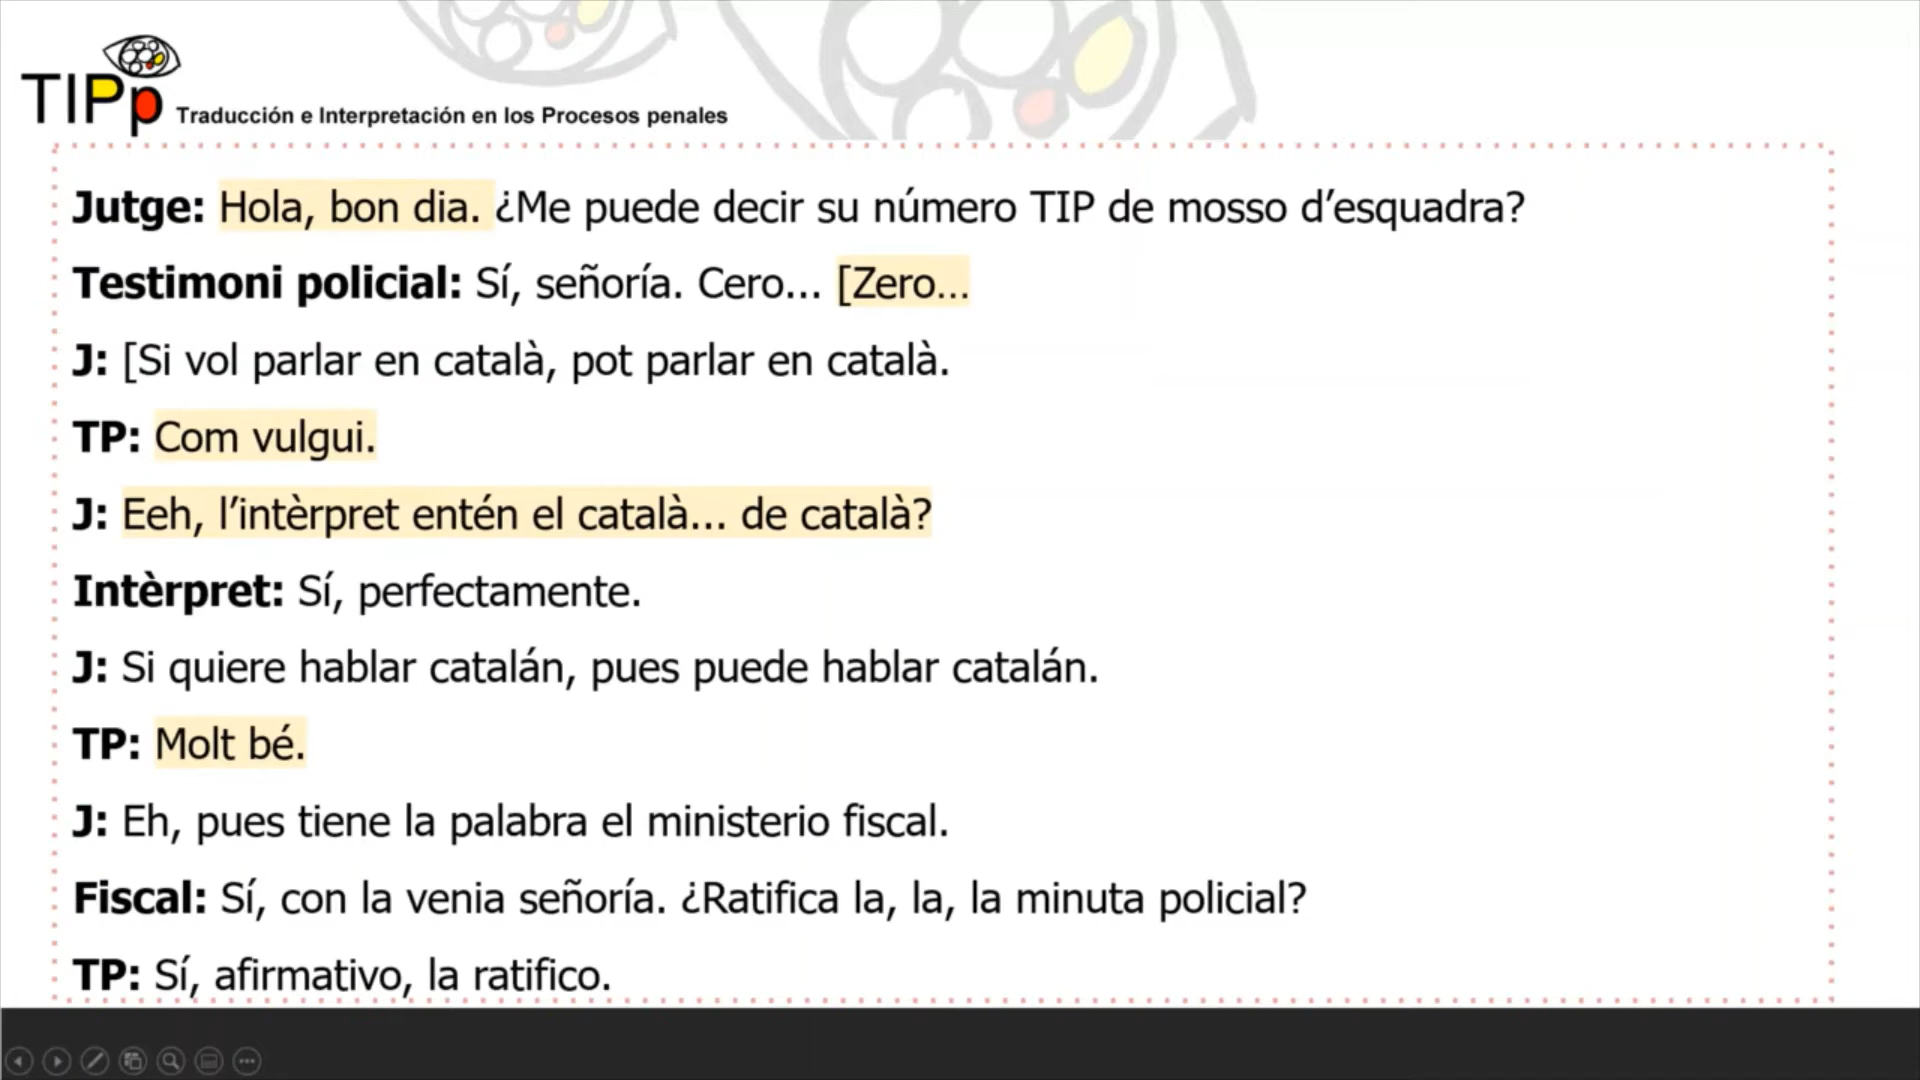 TIPp Traducción e Interpretación en los Procesos penales
Jutge: Hola, bon dia. ¿Me puede decir su número TIP de mosso d’esquadra?
Testimoni policial: Sí, señoría. Cero... [Zero...
J: [Si vol parlar en català, pot parlar en català.
TP: Com vulgui.
J: Eeh, l’intèrpret entén el català... de català?
Intèrpret: Sí, perfectamente.
J: Si quiere hablar catalán, pues puede hablar catalán.
TP: Molt bé.
J: Eh, pues tiene la palabra el ministerio fiscal.
Fiscal: Sí, con la venia señoría. ¿Ratifica la, la, la minuta policial?
TP: Sí, afirmativo, la ratifico.